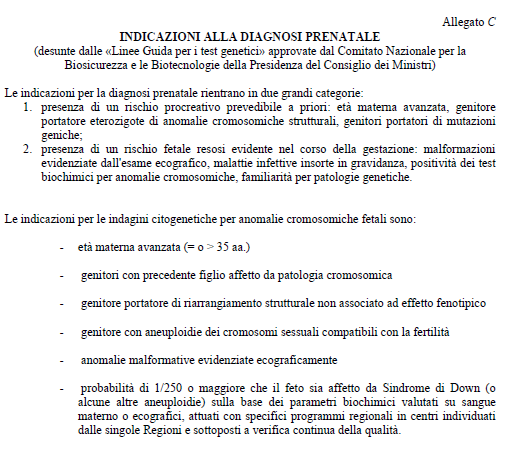 Allegato C
INDICAZIONI ALLA DIAGNOSI PRENATALE
(desunte dalle «Linee Guida per i test genetici» approvate dal Comitato Nazionale per la
Biosicurezza e le Biotecnologie della Presidenza del Consiglio dei Ministri)
Le indicazioni per la diagnosi prenatale rientrano in due grandi categorie:
1. presenza di un rischio procreativo prevedibile a priori: età materna avanzata, genitore
portatore eterozigote di anomalie cromosomiche strutturali, genitori portatori di mutazioni
geniche;
2. presenza di un rischio fetale resosi evidente nel corso della gestazione: malformazioni
evidenziate dall'esame ecografico, malattie infettive insorte in gravidanza, positività dei test
biochimici per anomalie cromosomiche, familiarità per patologie genetiche.
Le indicazioni per le indagini citogenetiche per anomalie cromosomiche fetali sono:
- età materna avanzata (= o > 35 aa.)
- genitori con precedente figlio affetto da patologia cromosomica
- genitore portatore di riarrangiamento strutturale non associato ad effetto fenotipico
- genitore con aneuploidie dei cromosomi sessuali compatibili con la fertilità
- anomalie malformative evidenziate ecograficamente
- probabilità di 1/250 o maggiore che il feto sia affetto da Sindrome di Down (o
alcune altre aneuploidie) sulla base dei parametri biochimici valutati su sangue
materno o ecografici, attuati con specifici programmi regionali in centri individuati
dalle singole Regioni e sottoposti a verifica continua della qualità.